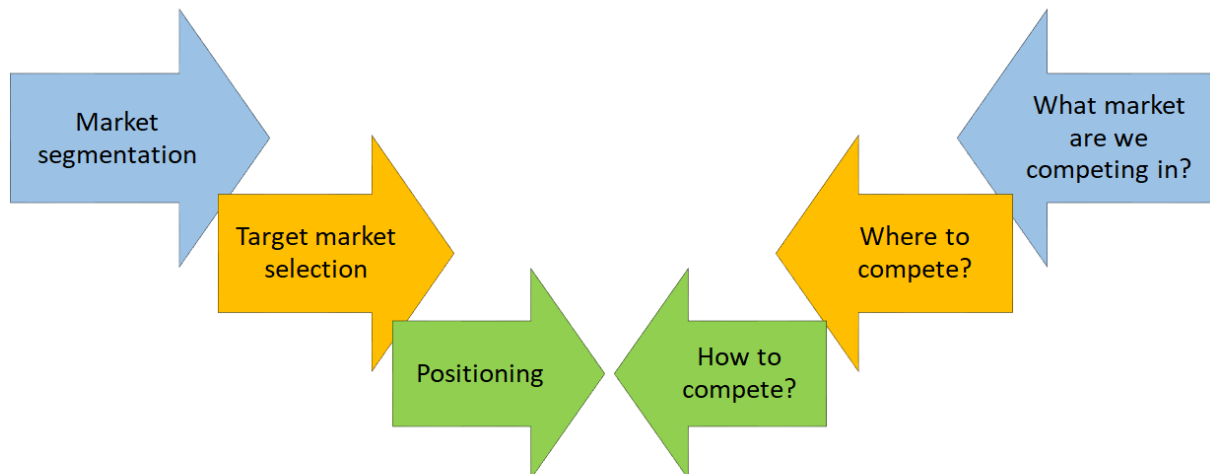 Market
segmentation
What market
are we
competing in?
Target market
selection
Where to
compete?
Positioning
How to
compete?